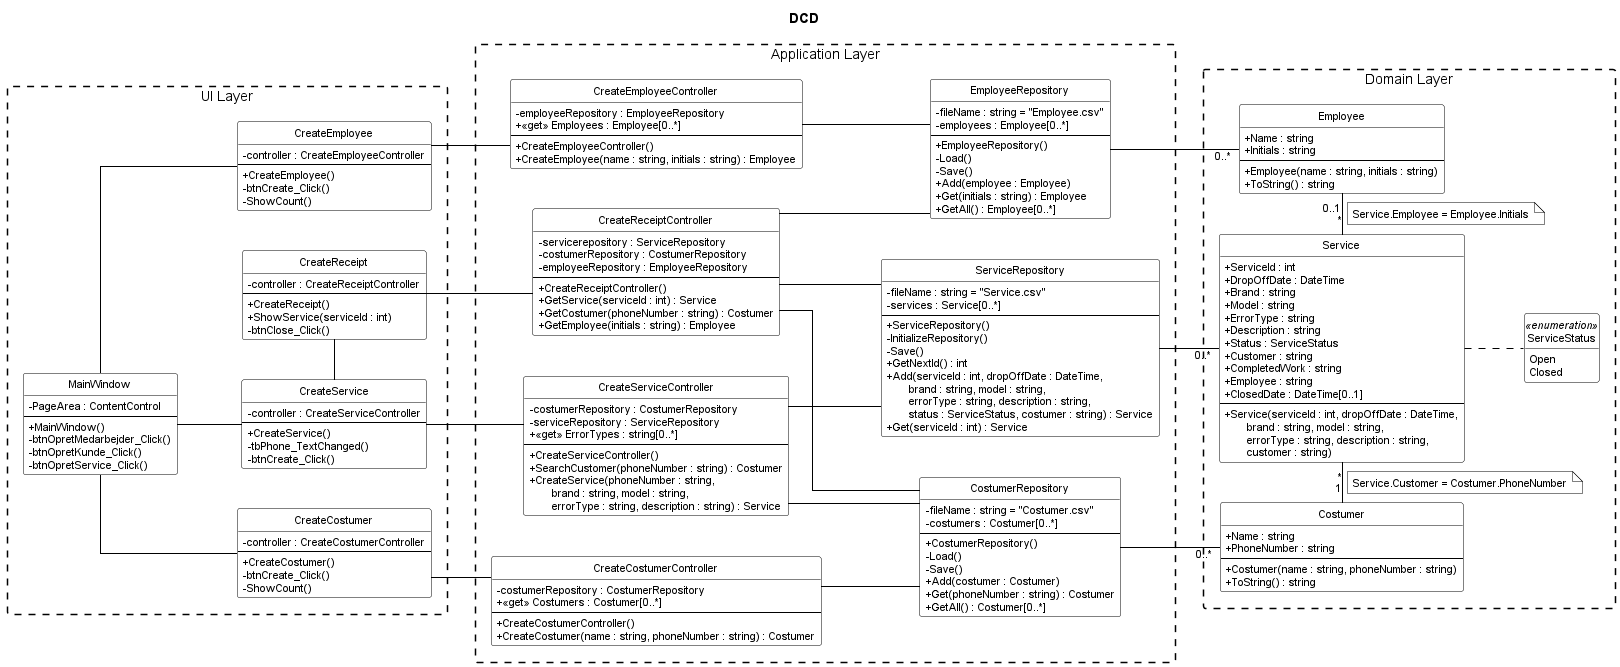 DCD
UI Layer
CreateEmployee
-controller : CreateEmployeeController
+CreateEmployee()
-btnCreate_Click()
-ShowCount()
CreateReceipt
-controller : CreateReceiptController
+CreateReceipt()
+ShowService(serviceId : int)
-btnClose_Click()
MainWindow
-PageArea : ContentControl
+MainWindow()
-btnOpretMedarbejder_Click()
-btnOpretKunde_Click()
-btnOpretService_Click()
CreateService
-controller : CreateServiceController
+CreateService()
-tbPhone_TextChanged()
-btnCreate_Click()
CreateCostumer
-controller : CreateCostumerController
+CreateCostumer()
-btnCreate_Click()
-ShowCount()
Application Layer
CreateEmployeeController
-employeeRepository : EmployeeRepository
+«get» Employees : Employee[0..*]
+CreateEmployeeController()
+CreateEmployee(name : string, initials : string) : Employee
CreateReceiptController
-servicerepository : ServiceRepository
-costumerRepository : CostumerRepository
-employeeRepository : EmployeeRepository
+CreateReceiptController()
+GetService(serviceId : int) : Service
+GetCostumer(phoneNumber : string) : Costumer
+GetEmployee(initials : string) : Employee
CreateServiceController
-costumerRepository : CostumerRepository
-serviceRepository : ServiceRepository
+«get» ErrorTypes : string[0..*]
+CreateServiceController()
+SearchCustomer(phoneNumber : string) : Costumer
+CreateService(phoneNumber : string,
brand : string, model : string,
errorType : string, description : string) : Service
CreateCostumerController
-costumerRepository : CostumerRepository
+«get» Costumers : Costumer[0..*]
+CreateCostumerController()
+CreateCostumer(name : string, phoneNumber : string) : Costumer
EmployeeRepository
-fileName : string = "Employee.csv"
-employees : Employee[0..*]
+EmployeeRepository()
-Load()
-Save()
+Add(employee : Employee)
+Get(initials : string) : Employee
+GetAll() : Employee[0..*]
ServiceRepository
-fileName : string = "Service.csv"
-services : Service[0..*]
+ServiceRepository()
-InitializeRepository()
-Save()
+GetNextId() : int
+Add(serviceId : int, dropOffDate : DateTime,
brand : string, model : string,
errorType : string, description : string,
status : ServiceStatus, costumer : string) : Service
+Get(serviceId : int) : Service
CostumerRepository
-fileName : string = "Costumer.csv"
-costumers : Costumer[0..*]
+CostumerRepository()
-Load()
-Save()
+Add(costumer : Costumer)
+Get(phoneNumber : string) : Costumer
+GetAll() : Costumer[0..*]
Domain Layer
Employee
+Name : string
+Initials : string
+Employee(name : string, initials : string)
+ToString() : string
0..*
0..1
*
Service.Employee = Employee.Initials
Service
+ServiceId : int
+DropOffDate : DateTime
+Brand : string
+Model : string
+ErrorType : string
+Description : string
+Status : ServiceStatus
+Customer : string
+CompletedWork : string
+Employee : string
+ClosedDate : DateTime[0..1]
+Service(serviceId : int, dropOffDate : DateTime,
brand : string, model : string,
errorType : string, description : string,
customer : string)
0..*
«enumeration»
ServiceStatus
Open
Closed
*
1
Service.Customer = Costumer.PhoneNumber
Costumer
+Name : string
+PhoneNumber : string
+Costumer(name : string, phoneNumber : string)
+ToString() : string
0..*